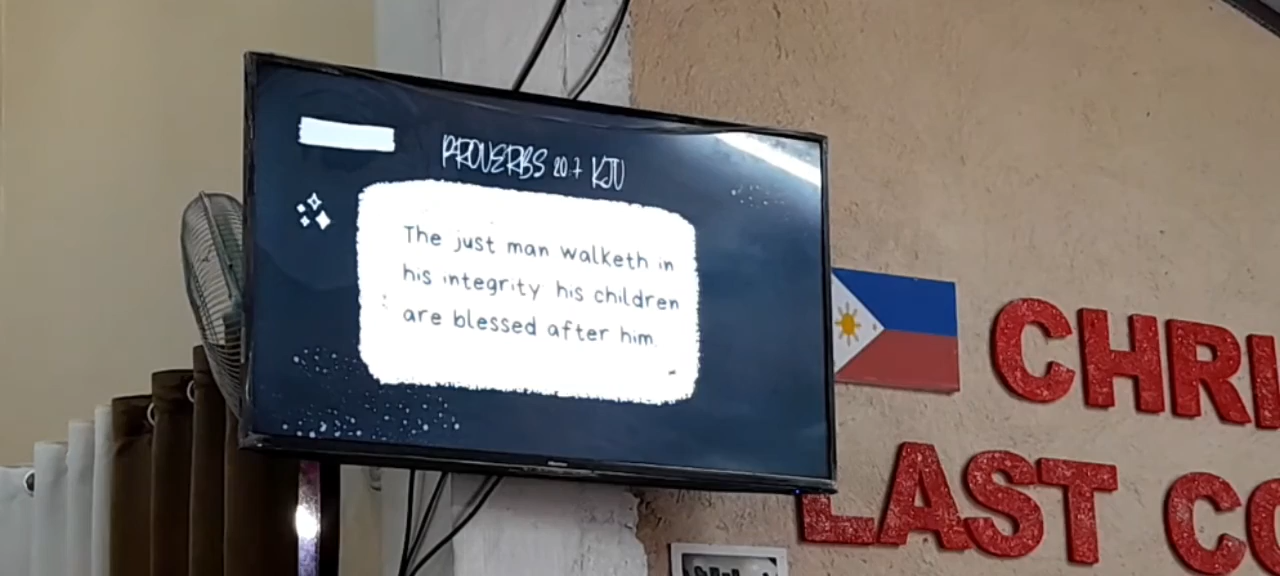 PROVERBS 20:7 KJV
The just man walketh in
his integrity his children
are blessed after him.
CHRI
LAST CO